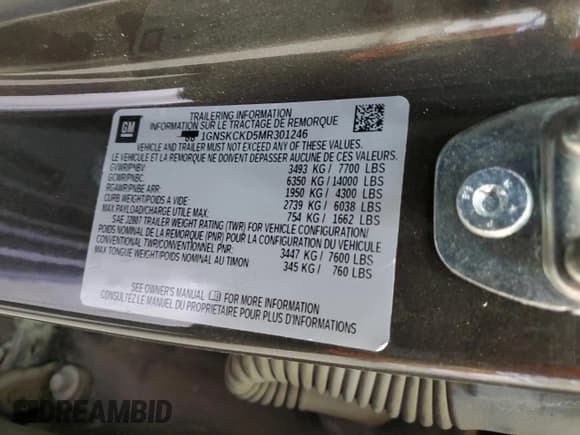 GM
TRAILERING INFORMATION
INFORMATION SUR LE TRACTAGE DE REMORQUE
1GNSKCKD5MR301246
VEHICLE AND TRAILER MUST NOT EXCEED ANY OF THESE VALUES
LE VÉHICULE ET LA REMORQUE NE DOIVENT DÉPASSER AUCUNE DE CES VALEURS
GVWR/PNBV: 3493 KG / 7700 LBS
GCWR/PNBC: 6350 KG / 14000 LBS
RGAWR/PNBE ARR: 1950 KG / 4300 LBS
CURB WEIGHT/POIDS A VIDE: 2739 KG / 6038 LBS
MAX PAYLOAD/CHARGE UTILE MAX: 754 KG / 1662 LBS
SAE J2807 TRAILER WEIGHT RATING (TWR) FOR VEHICLE CONFIGURATION/
POIDS NOMINAL DE LA REMORQUE (PNR) POUR LA CONFIGURATION DU VÉHICULE
CONVENTIONAL TWR/CONVENTIONNEL PNR: 3447 KG / 7600 LBS
MAX TONGUE WEIGHT/POIDS NOMINAL AU TIMON 345 KG / 760 LBS
SEE OWNER'S MANUAL FOR MORE INFORMATION
CONSULTEZ LE MANUEL DU PROPRIETAIRE POUR PLUS D'INFORMATIONS
DREAMBID